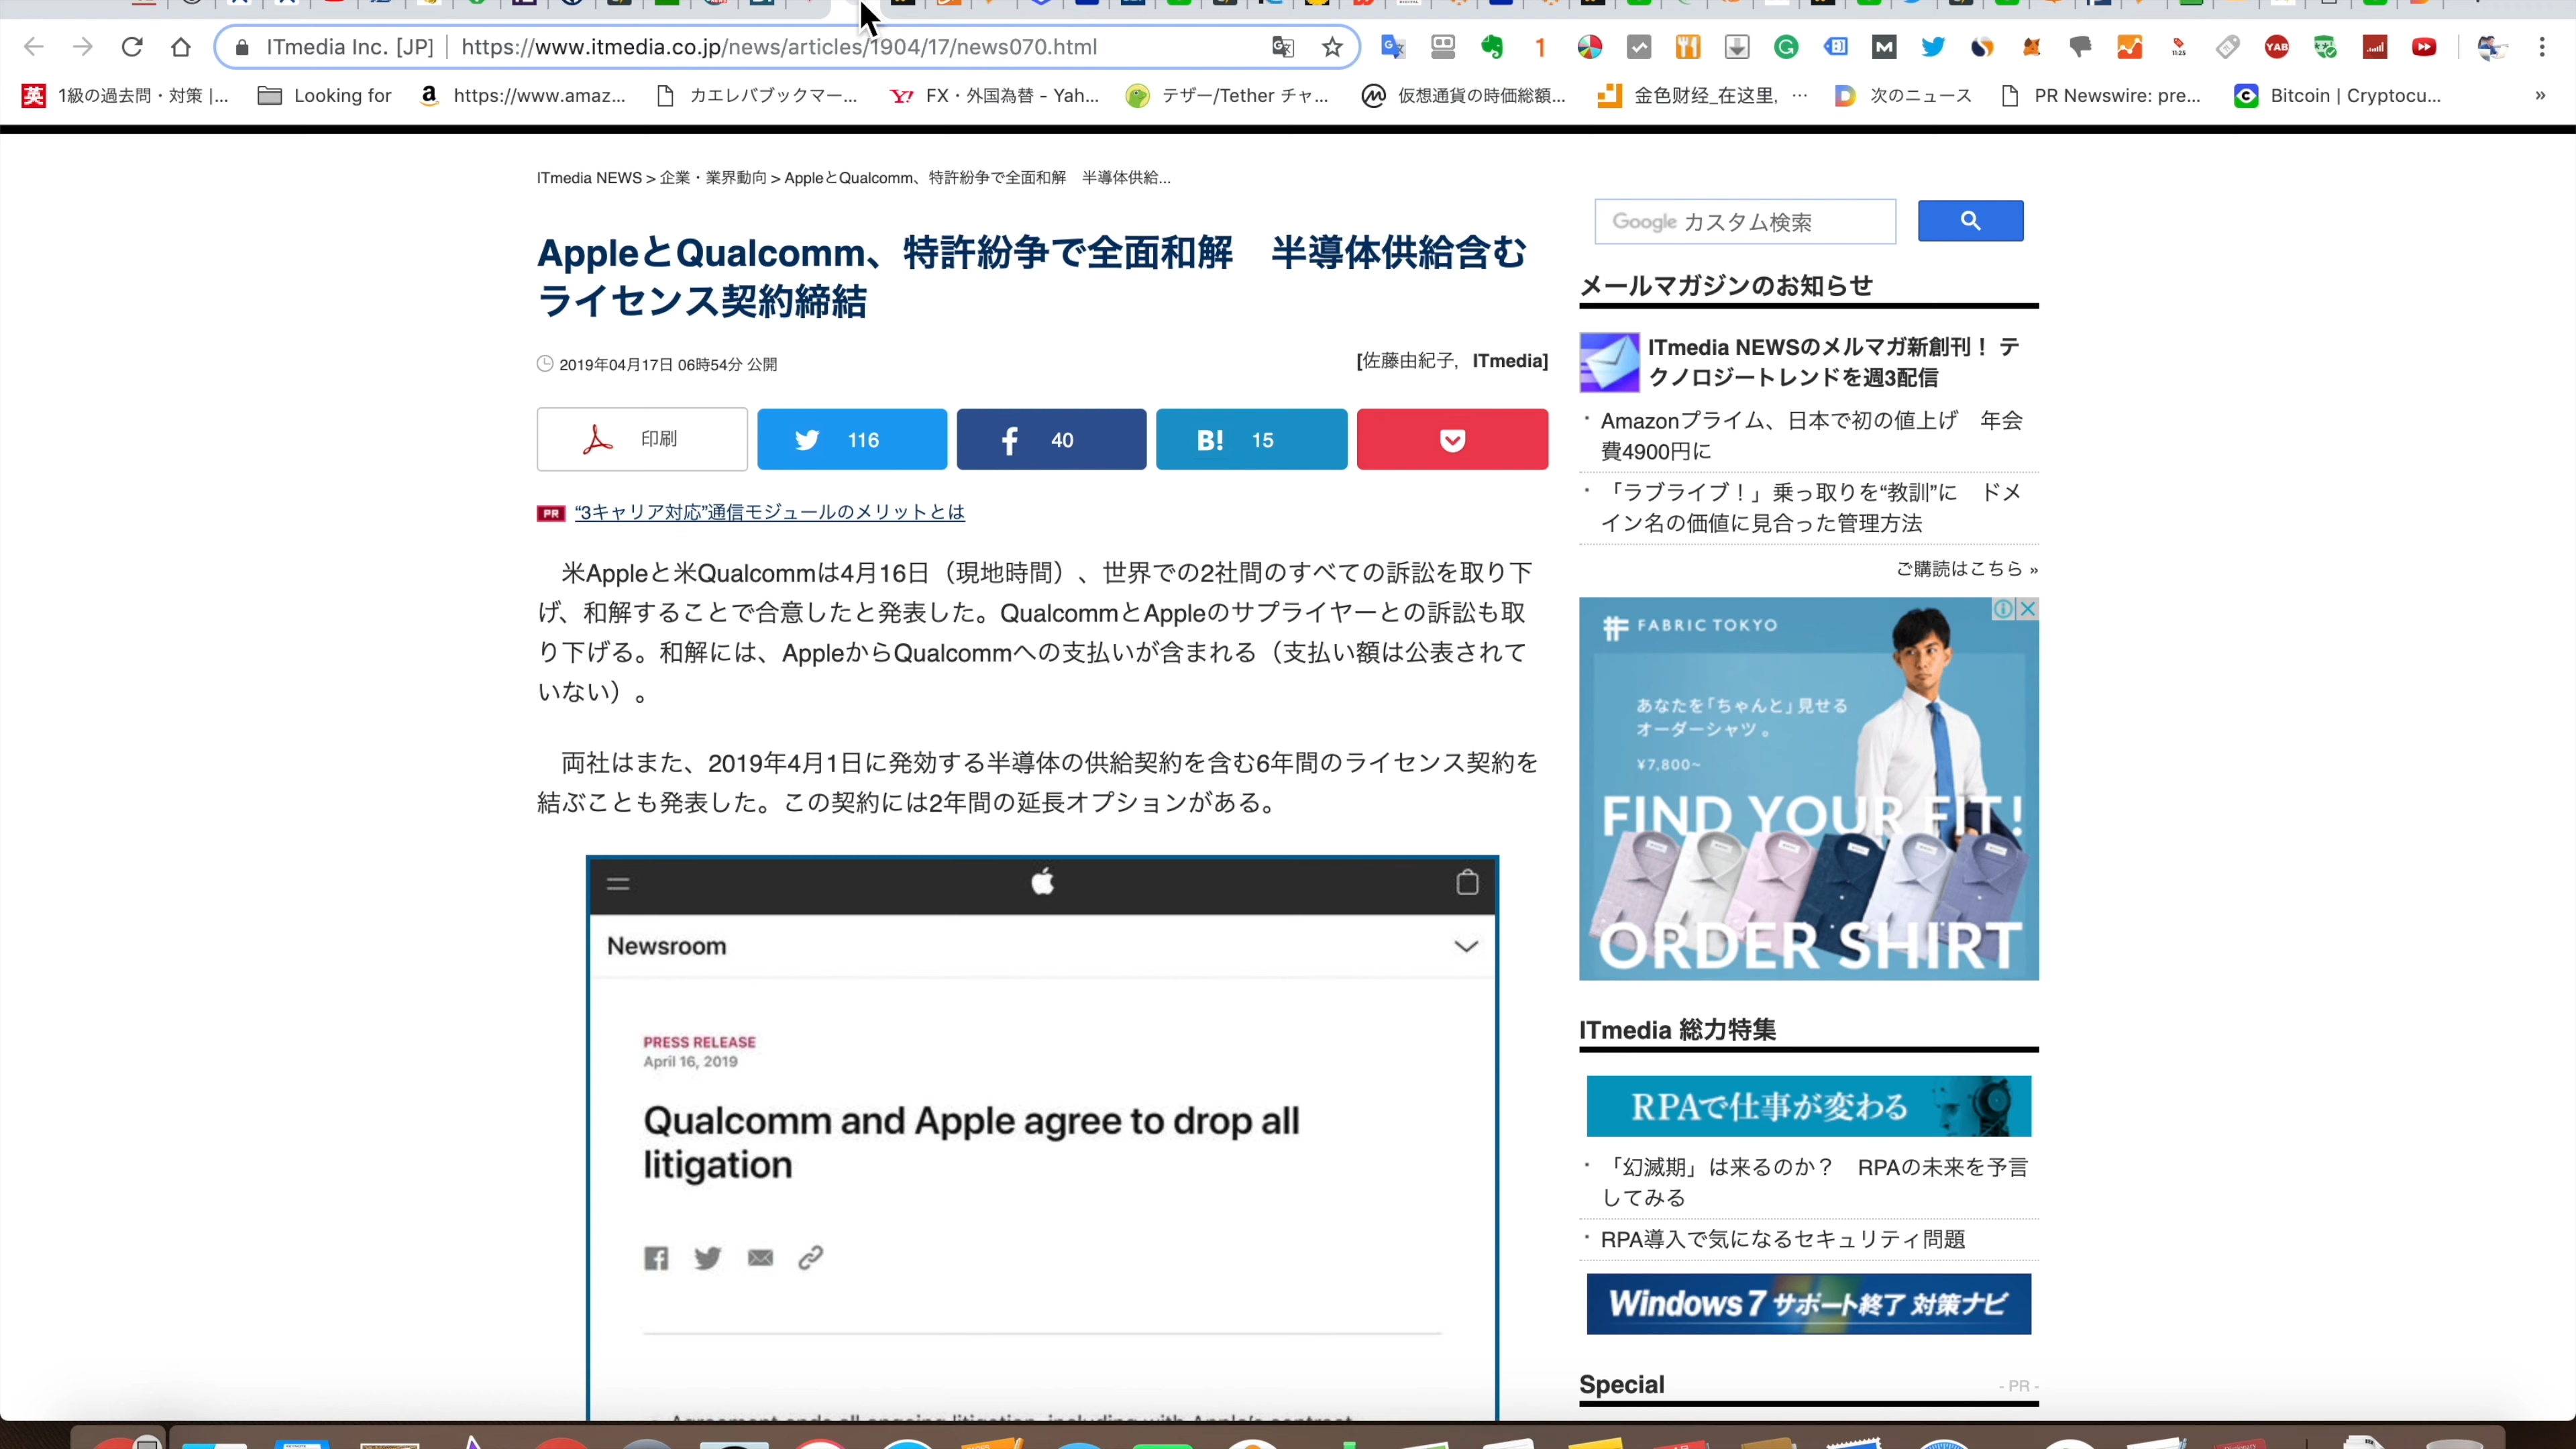 ITmedia Inc. [JP] https://www.itmedia.co.jp/news/articles/1904/17/news070.html
1級の過去問・対策 |... Looking for https://www.amaz... カエレバブックマー... FX・外国為替 - Yah... テザー/Tether チャ... 仮想通貨の時価総額... 金色财经_在这里, ... 次のニュース PR Newswire: pre... Bitcoin | Cryptocu... »
ITmedia NEWS > 企業・業界動向 > AppleとQualcomm、特許紛争で全面和解　半導体供給...
AppleとQualcomm、特許紛争で全面和解　半導体供給含む
ライセンス契約締結
2019年04月17日 06時54分 公開
[佐藤由紀子, ITmedia]
印刷 116 40 B! 15
PR “3キャリア対応”通信モジュールのメリットとは
米Appleと米Qualcommは4月16日（現地時間）、世界での2社間のすべての訴訟を取り下
げ、和解することで合意したと発表した。QualcommとAppleのサプライヤーとの訴訟も取
り下げる。和解には、AppleからQualcommへの支払いが含まれる（支払い額は公表されて
いない）。
両社はまた、2019年4月1日に発効する半導体の供給契約を含む6年間のライセンス契約を
結ぶことも発表した。この契約には2年間の延長オプションがある。
Newsroom
PRESS RELEASE
April 16, 2019
Qualcomm and Apple agree to drop all
litigation
Google カスタム検索
メールマガジンのお知らせ
ITmedia NEWSのメルマガ新創刊！ テ
クノロジートレンドを週3配信
・Amazonプライム、日本で初の値上げ　年会
費4900円に
・「ラブライブ！」乗っ取りを“教訓”に　ドメ
イン名の価値に見合った管理方法
ご購読はこちら »
FABRIC TOKYO
あなたを「ちゃんと」見せる
オーダーシャツ。
¥7,800~
FIND YOUR FIT!
ORDER SHIRT
ITmedia 総力特集
RPAで仕事が変わる
・「幻滅期」は来るのか？　RPAの未来を予言
してみる
・RPA導入で気になるセキュリティ問題
Windows 7 サポート終了 対策ナビ
Special
- PR -